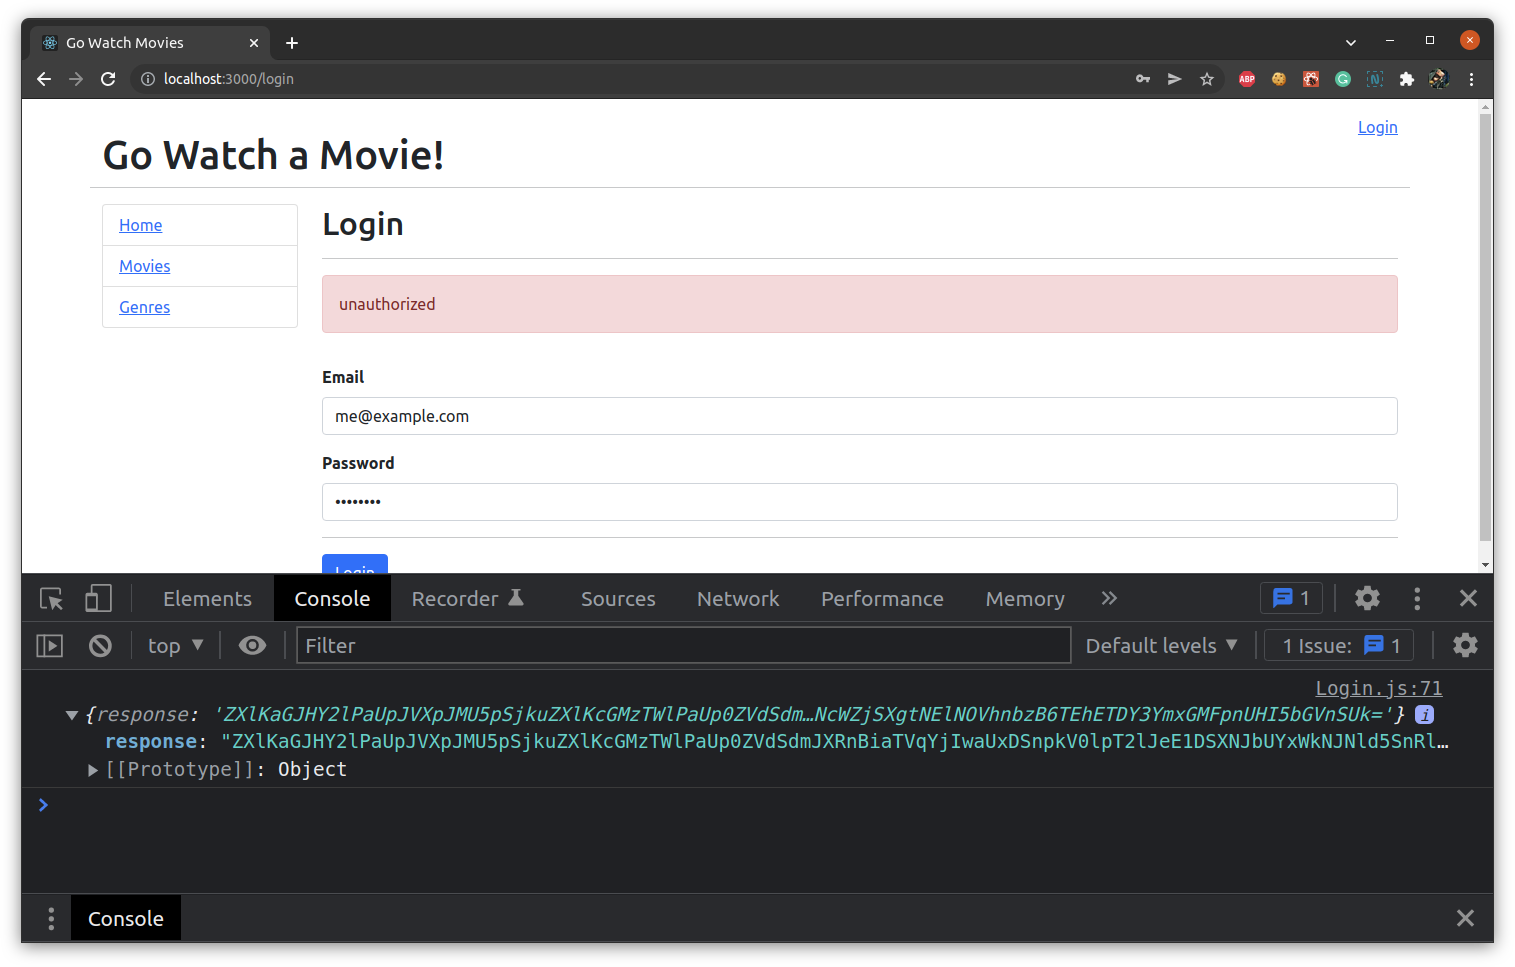 Go Watch Movies
localhost:3000/login
ABP
Login
Go Watch a Movie!
Home
Movies
Genres
Login
unauthorized
Email
me@example.com
Password
••••••••
Login
Elements Console Recorder Sources Network Performance Memory 1
top Filter Default levels 1 Issue: 1
Login.js:71
{response: 'ZXlKaGJHY2lPaUpJVXpJMU5pSjkuZXlKcGMzTWlPaUp0ZVdSdm…NcWZjSXgtNElNOVhnbzB6TEhETDY3YmxGMFpnUHI5bGVnSUk='} i
response: "ZXlKaGJHY2lPaUpJVXpJMU5pSjkuZXlKcGMzTWlPaUp0ZVdSdmJXRnBiaTVqYjIwaUxDSnpkV0lpT2lJeE1DSXNJbUYxWkNJNld5SnRl…
[[Prototype]]: Object
Console